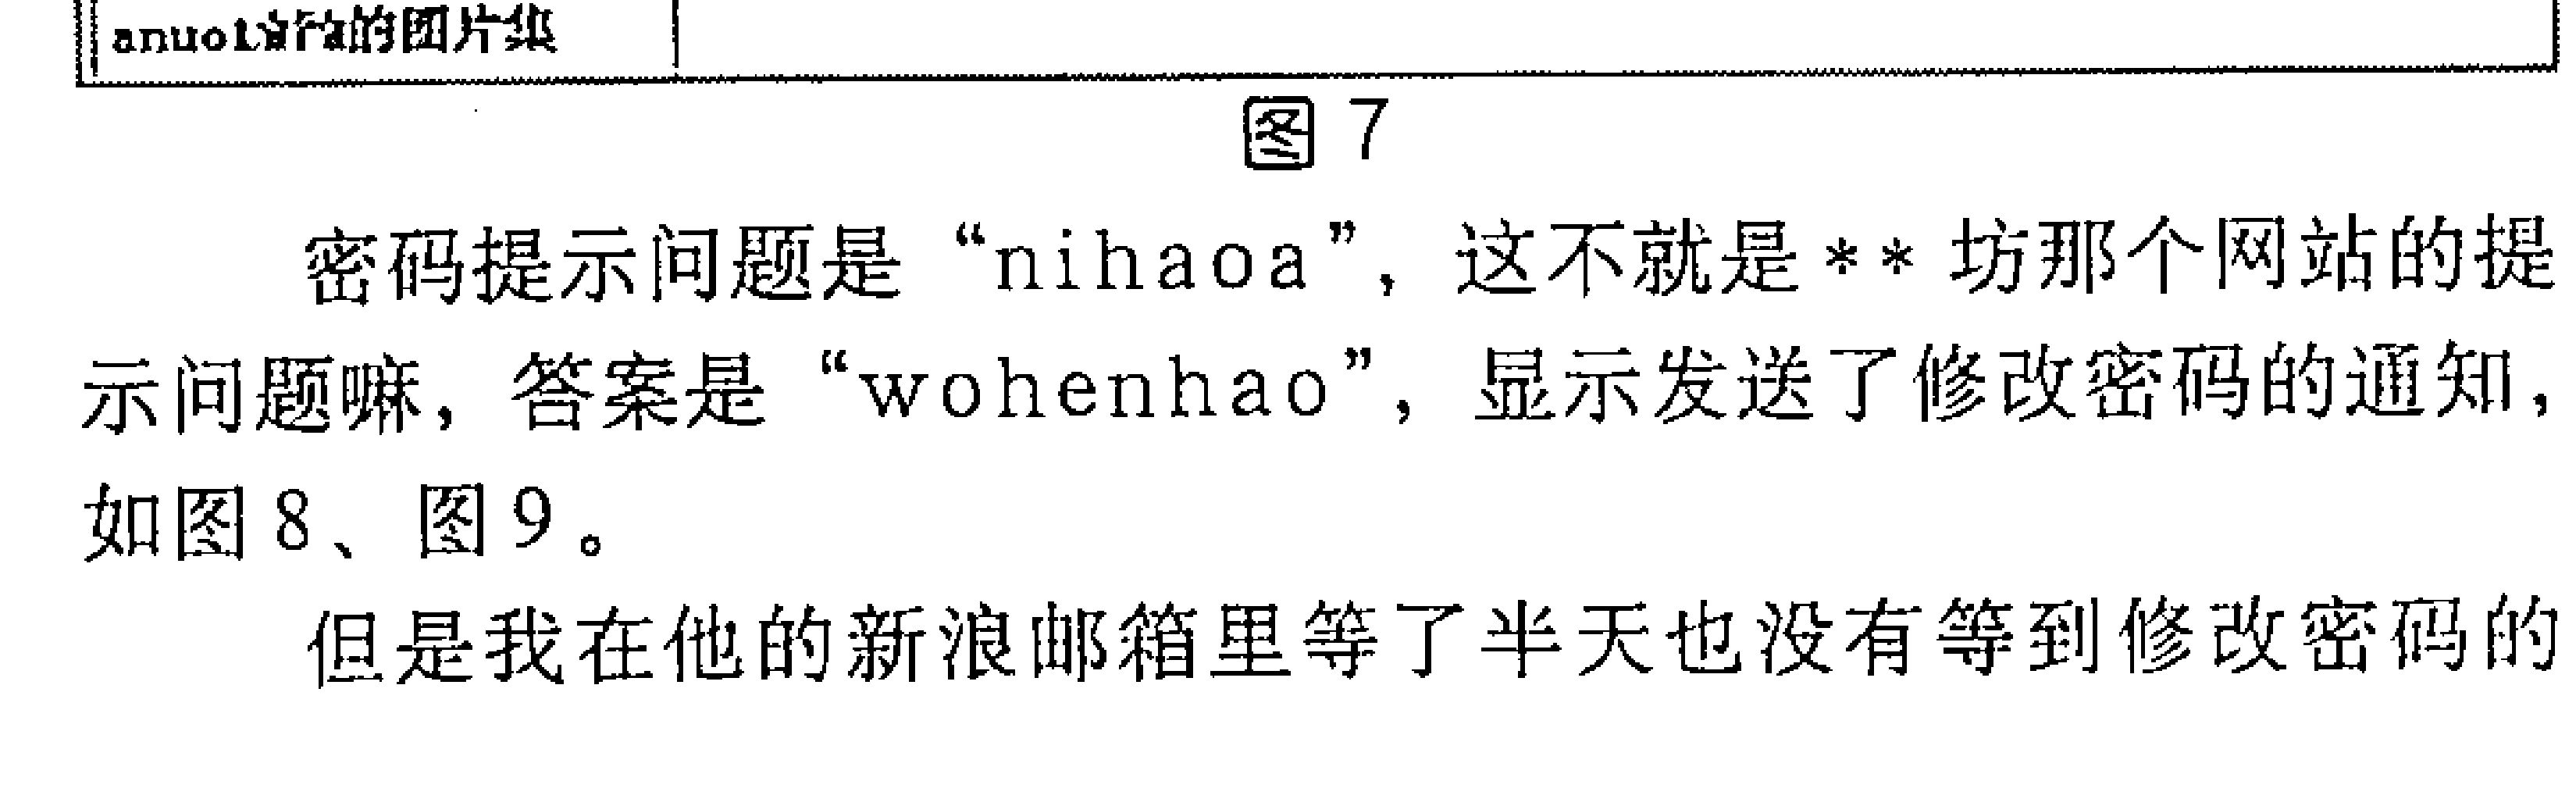 的图片集
图 7
密码提示问题是“nihaoa”，这不就是**坊那个网站的提
示问题嘛，答案是“wohenhao”，显示发送了修改密码的通知，
如图8、图9。
但是我在他的新浪邮箱里等了半天也没有等到修改密码的